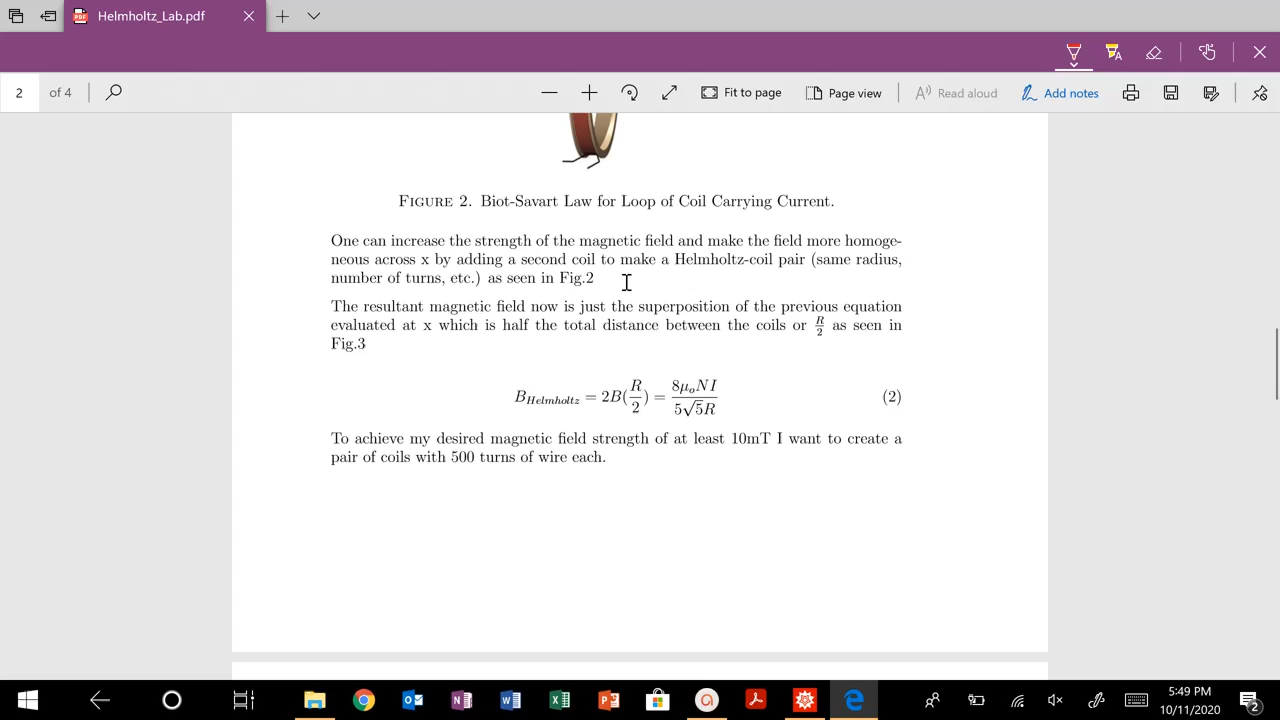 Helmholtz_Lab.pdf
2 of 4 Fit to page Page view Read aloud Add notes
FIGURE 2. Biot-Savart Law for Loop of Coil Carrying Current.
One can increase the strength of the magnetic field and make the field more homoge-
neous across x by adding a second coil to make a Helmholtz-coil pair (same radius,
number of turns, etc.) as seen in Fig.2
The resultant magnetic field now is just the superposition of the previous equation
evaluated at x which is half the total distance between the coils or R/2 as seen in
Fig.3
B_Helmholtz = 2B(R/2) = 8μ_oNI / 5√5R (2)
To achieve my desired magnetic field strength of at least 10mT I want to create a
pair of coils with 500 turns of wire each.
5:49 PM
10/11/2020
2